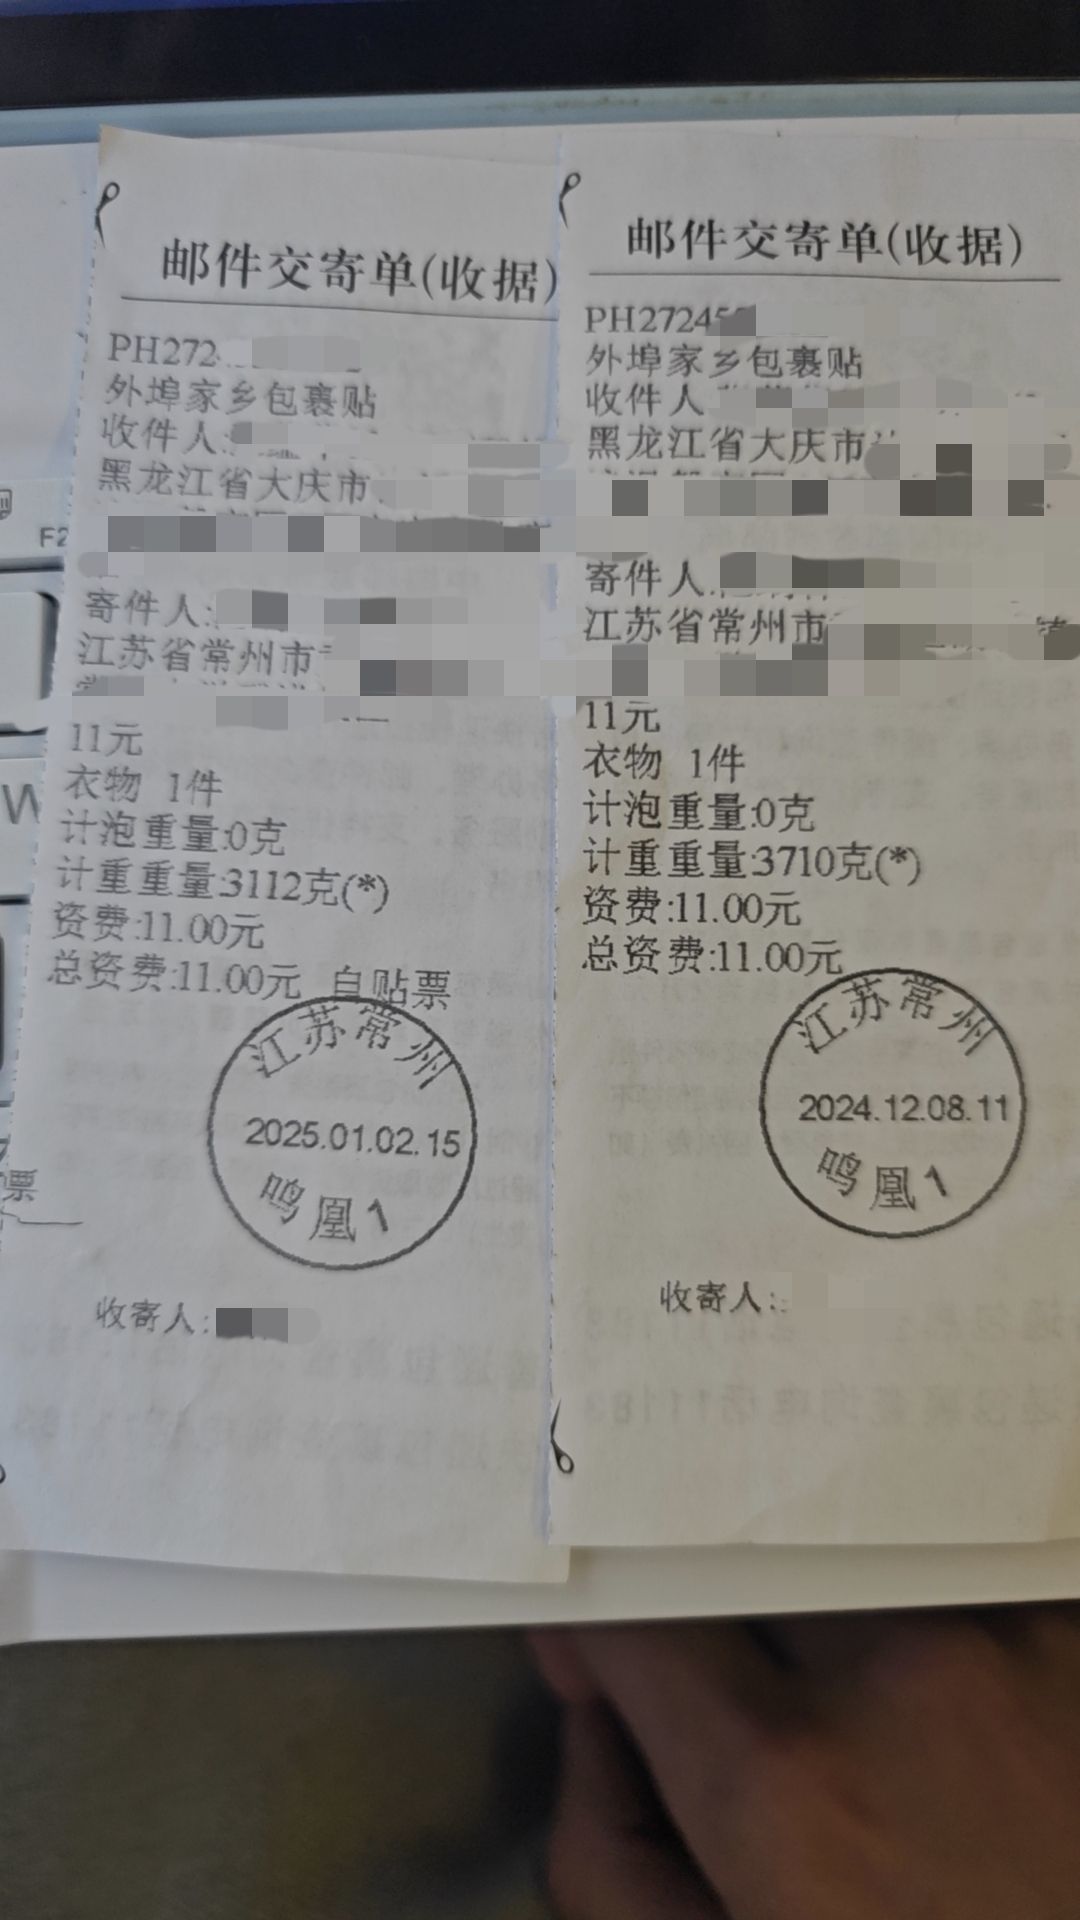 邮件交寄单(收据)
PH272
外埠家乡包裹贴
收件人:
黑龙江省大庆市
寄件人:
江苏省常州市
11元
衣物 1件
计泡重量:0克
计重重量:3112克(*)
资费:11.00元
总资费:11.00元 自贴票
江苏常州
2025.01.02.15
鸣凰1
收寄人:
邮件交寄单(收据)
PH27245
外埠家乡包裹贴
收件人
黑龙江省大庆市
寄件人
江苏省常州市
11元
衣物 1件
计泡重量:0克
计重重量:3710克(*)
资费:11.00元
总资费:11.00元
江苏常州
2024.12.08.11
鸣凰1
收寄人:
F2
W
票